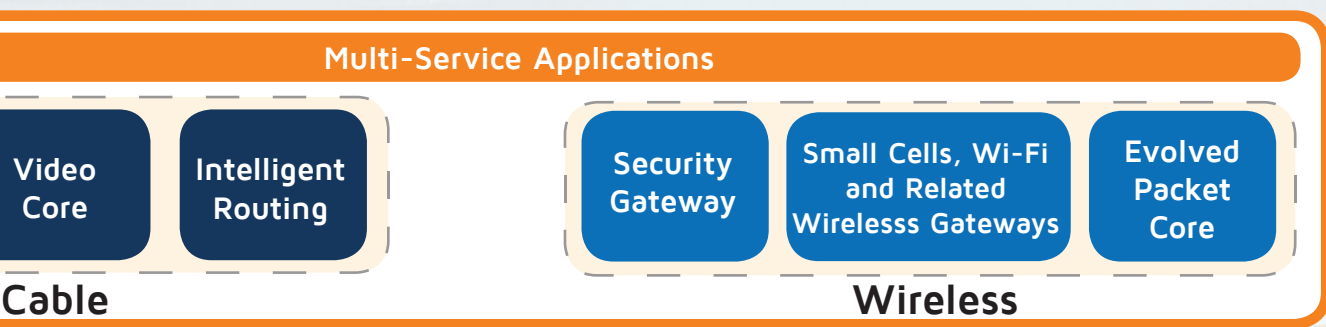 Multi-Service Applications
Video
Core
Intelligent
Routing
Security
Gateway
Small Cells, Wi-Fi
and Related
Wirelesss Gateways
Evolved
Packet
Core
Cable
Wireless